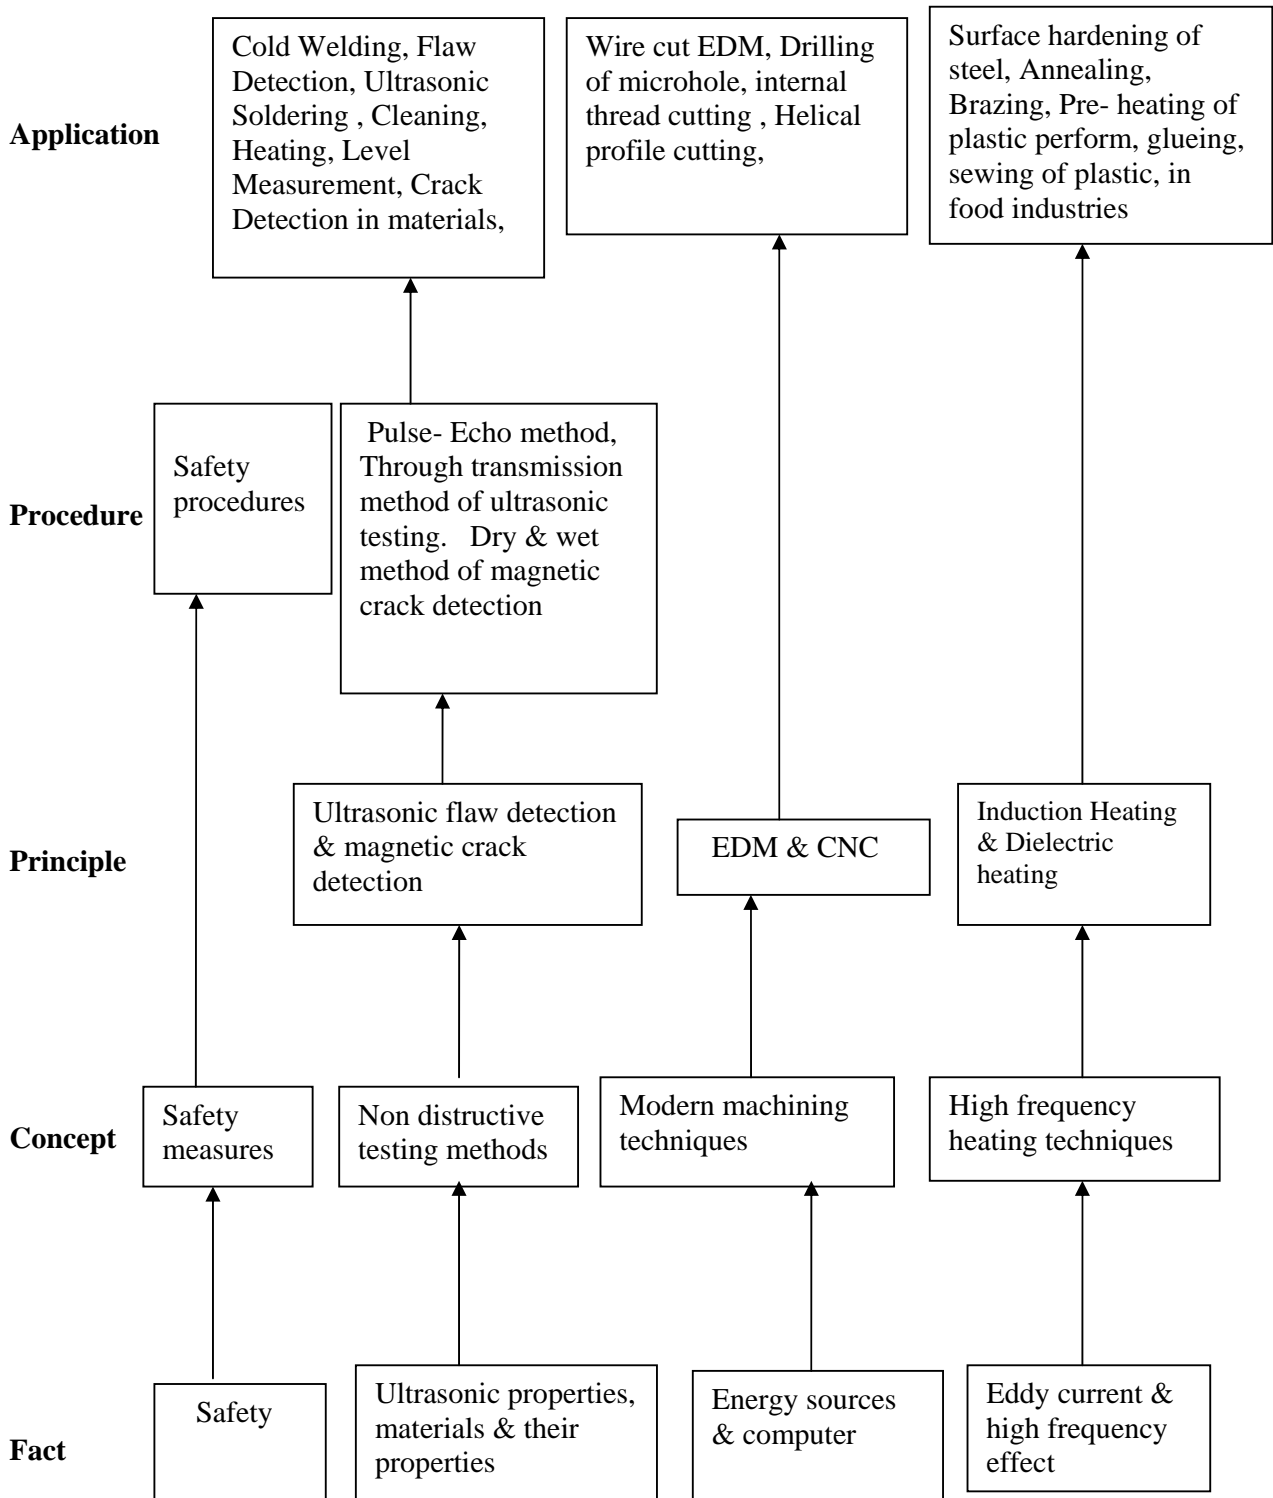 Application
Cold Welding, Flaw
Detection, Ultrasonic
Soldering , Cleaning,
Heating, Level
Measurement, Crack
Detection in materials,
Wire cut EDM, Drilling
of microhole, internal
thread cutting , Helical
profile cutting,
Surface hardening of
steel, Annealing,
Brazing, Pre- heating of
plastic perform, glueing,
sewing of plastic, in
food industries
Procedure
Safety
procedures
Pulse- Echo method,
Through transmission
method of ultrasonic
testing. Dry & wet
method of magnetic
crack detection
Principle
Ultrasonic flaw detection
& magnetic crack
detection
EDM & CNC
Induction Heating
& Dielectric
heating
Concept
Safety
measures
Non distructive
testing methods
Modern machining
techniques
High frequency
heating techniques
Fact
Safety
Ultrasonic properties,
materials & their
properties
Energy sources
& computer
Eddy current &
high frequency
effect